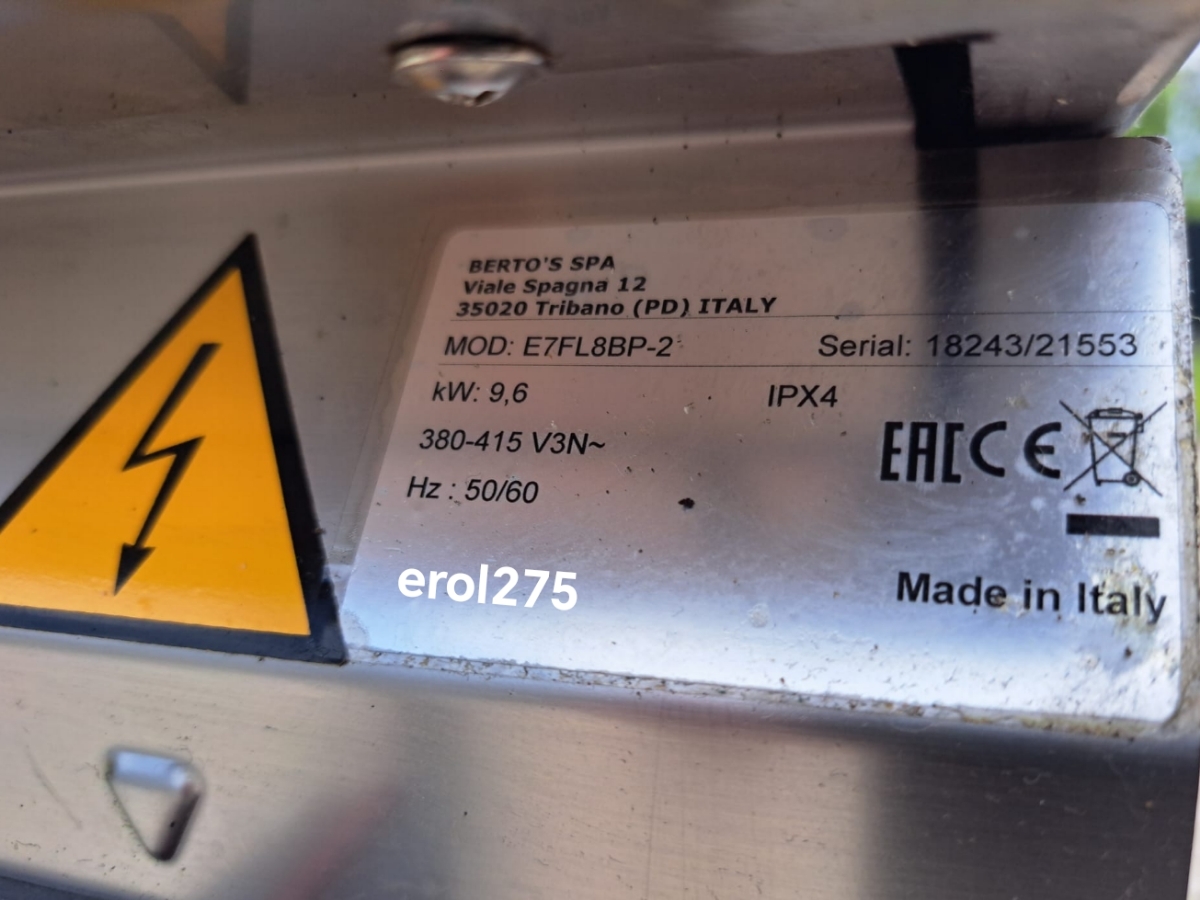 BERTO'S SPA
Viale Spagna 12
35020 Tribano (PD) ITALY
MOD: E7FL8BP-2 Serial: 18243/21553
kW: 9,6 IPX4
380-415 V3N~
Hz : 50/60
EAC CE
erol275
Made in Italy